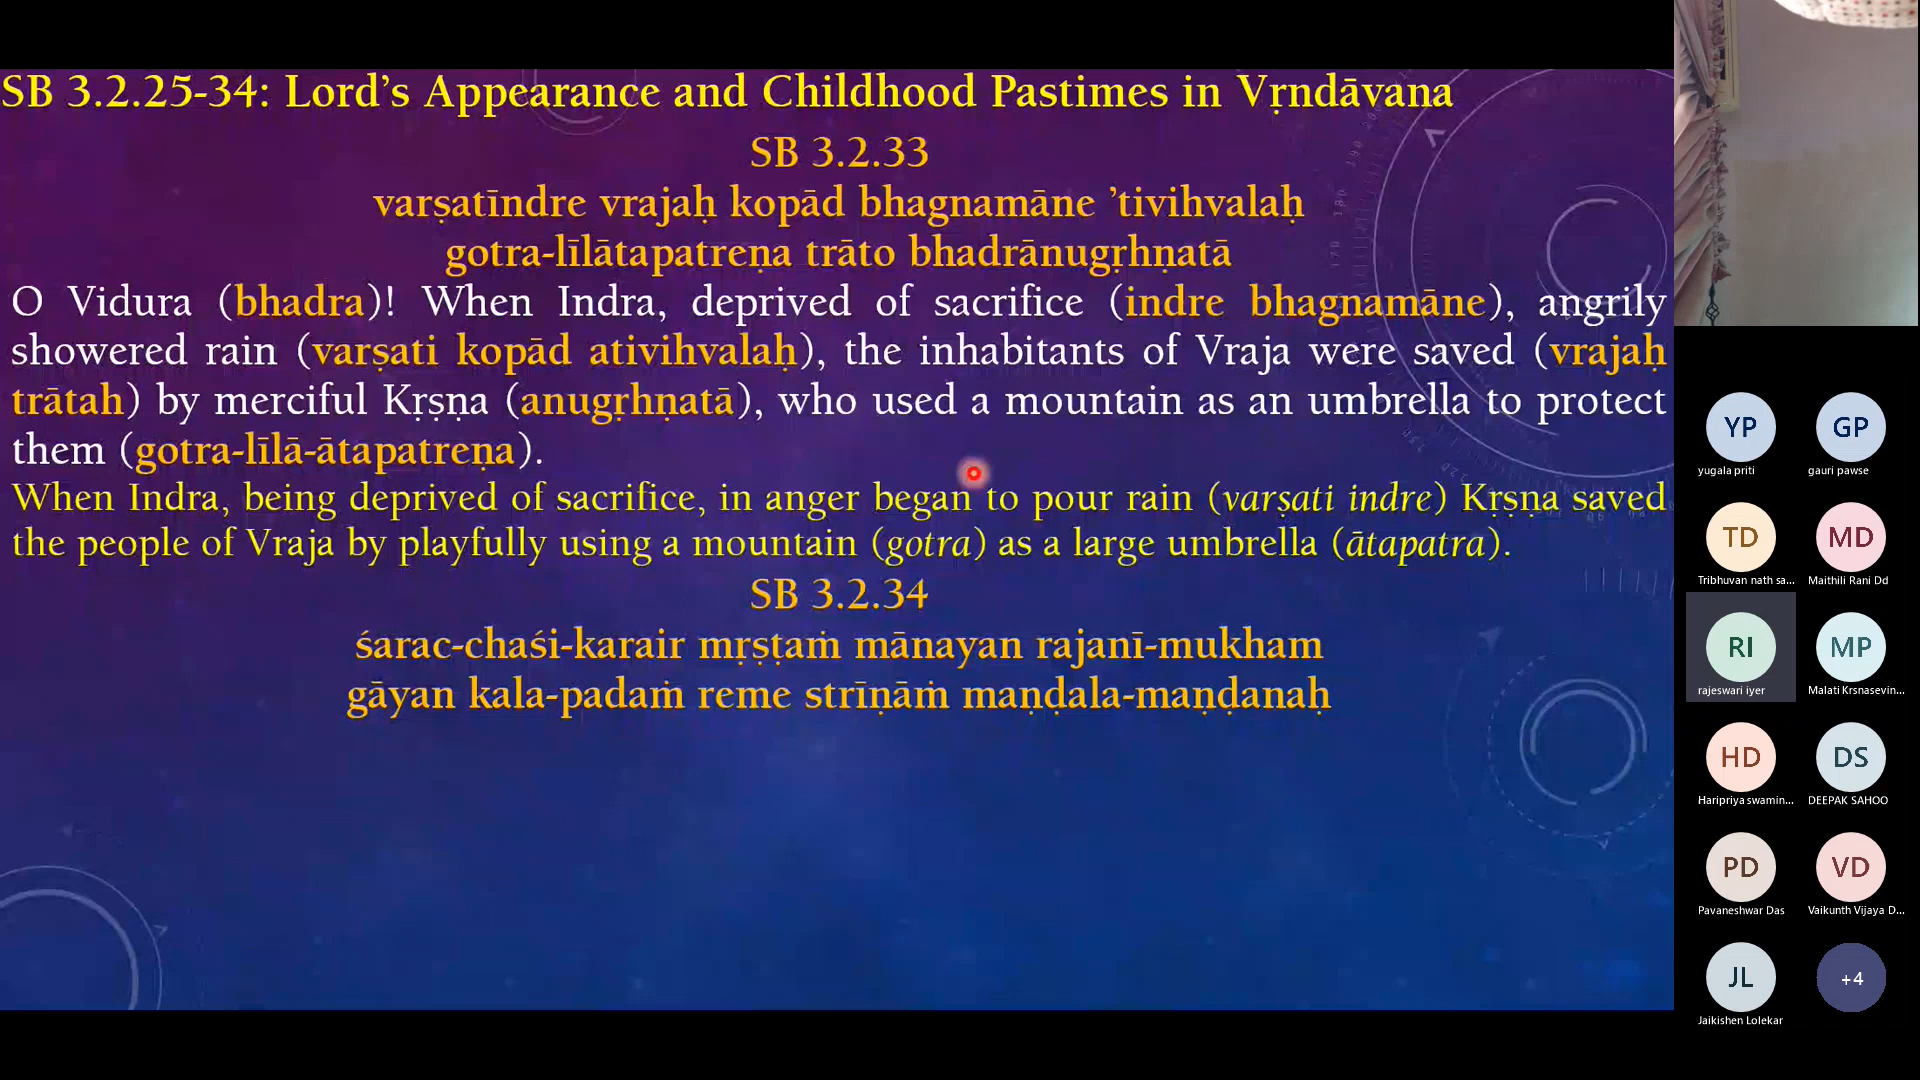 SB 3.2.25-34: Lord’s Appearance and Childhood Pastimes in Vṛndāvana
SB 3.2.33
varṣatīndre vrajaḥ kopād bhagnamāne ’tivihvalaḥ
gotra-līlātapatreṇa trāto bhadrānugṛhṇatā
O Vidura (bhadra)! When Indra, deprived of sacrifice (indre bhagnamāne), angrily
showered rain (varṣati kopād ativihvalaḥ), the inhabitants of Vraja were saved (vrajaḥ
trātah) by merciful Kṛṣṇa (anugṛhṇatā), who used a mountain as an umbrella to protect
them (gotra-līlā-ātapatreṇa).
When Indra, being deprived of sacrifice, in anger began to pour rain (varṣati indre) Kṛṣṇa saved
the people of Vraja by playfully using a mountain (gotra) as a large umbrella (ātapatra).
SB 3.2.34
śarac-chaśi-karair mṛṣṭaṁ mānayan rajanī-mukham
gāyan kala-padaṁ reme strīṇāṁ maṇḍala-maṇḍanaḥ
YP GP
yugala priti gauri pawse
TD MD
Tribhuvan nath sa... Maithili Rani Dd
RI MP
rajeswari iyer Malati Krsnasevin...
HD DS
Haripriya swamin... DEEPAK SAHOO
PD VD
Pavaneshwar Das Vaikunth Vijaya D...
JL +4
Jaikishen Lolekar